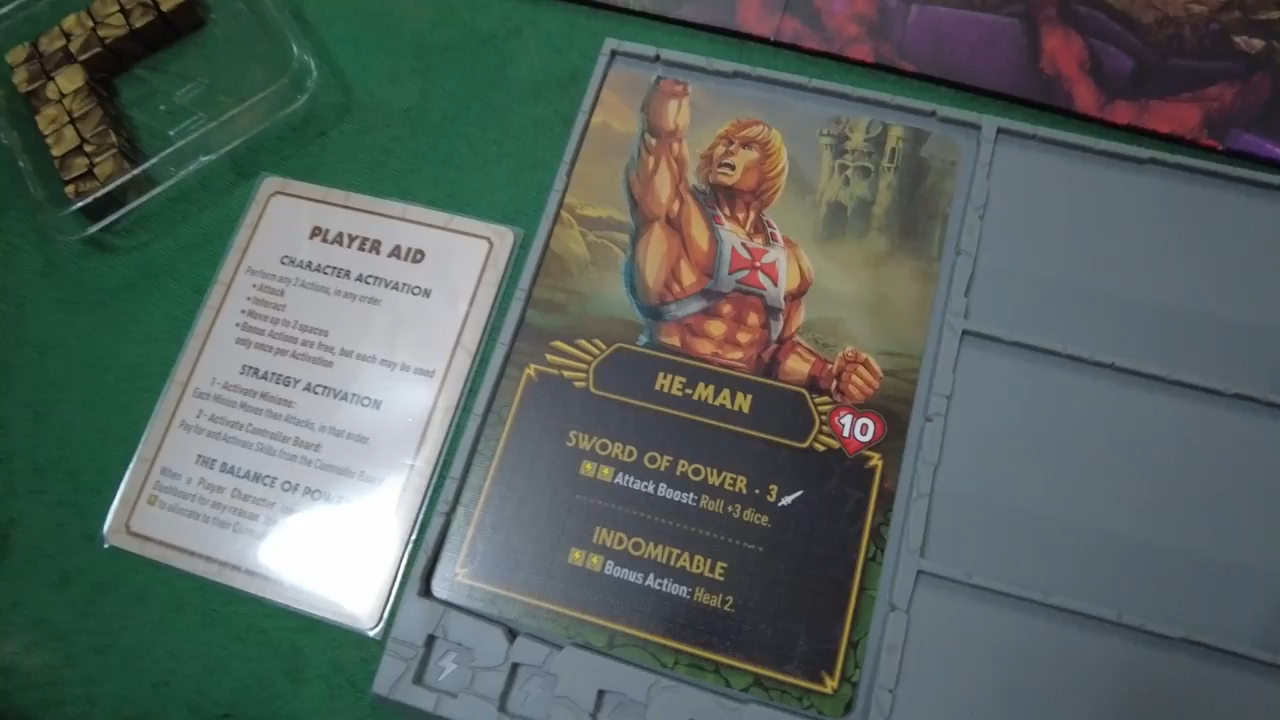 PLAYER AID
CHARACTER ACTIVATION
Perform any 2 Actions, in any order.
• Attack
• Interact
• Move up to 3 spaces
• Bonus Actions are free, but each may be used
only once per Activation
STRATEGY ACTIVATION
1 - Activate Minions:
Each Minion Moves then Attacks, in that order.
2 - Activate Controller Board:
Pay for and Activate Skills from the Controller Board
THE BALANCE OF POWER
When a Player Character
Dashboard for any reason
to allocate to their
HE-MAN
10
SWORD OF POWER · 3
Attack Boost: Roll +3 dice.
INDOMITABLE
Bonus Action: Heal 2.